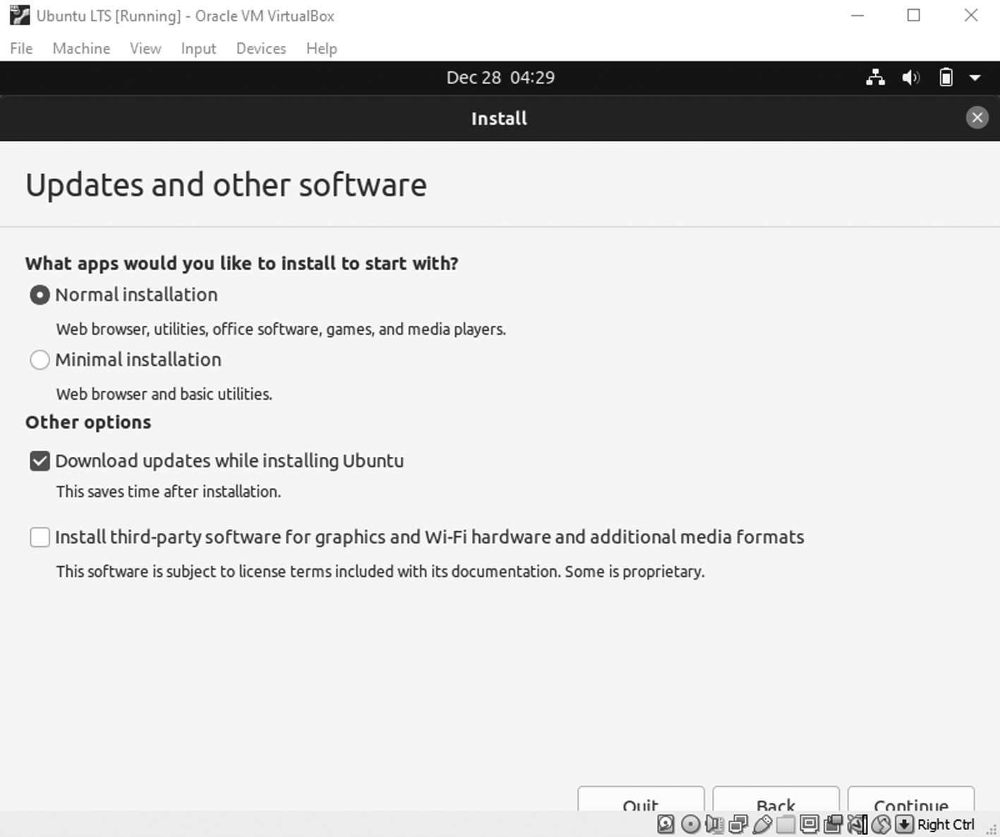 Ubuntu LTS [Running] - Oracle VM VirtualBox
File Machine View Input Devices Help
Dec 28 04:29
Install
Updates and other software
What apps would you like to install to start with?
Normal installation
Web browser, utilities, office software, games, and media players.
Minimal installation
Web browser and basic utilities.
Other options
Download updates while installing Ubuntu
This saves time after installation.
Install third-party software for graphics and Wi-Fi hardware and additional media formats
This software is subject to license terms included with its documentation. Some is proprietary.
Quit Back Continue
Right Ctrl